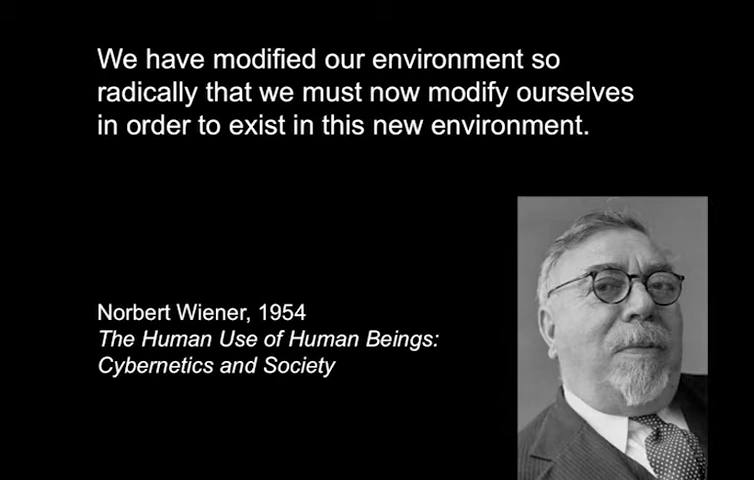 We have modified our environment so
radically that we must now modify ourselves
in order to exist in this new environment.
Norbert Wiener, 1954
The Human Use of Human Beings:
Cybernetics and Society